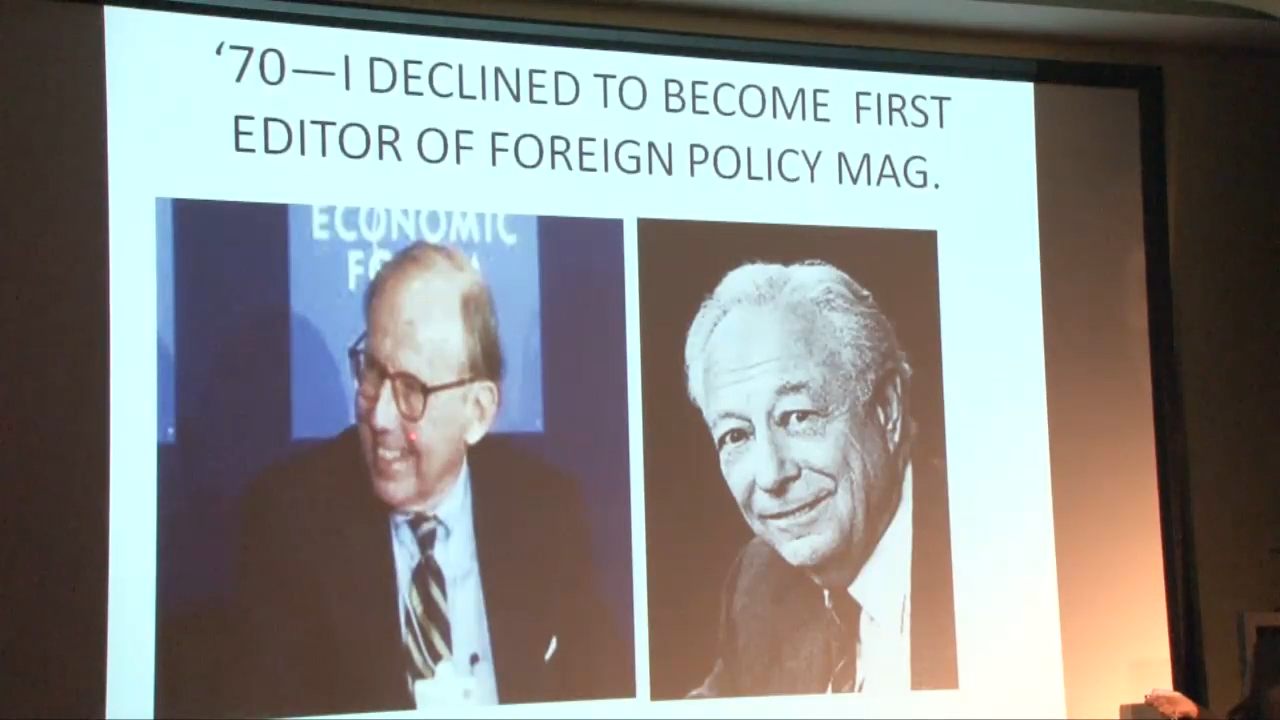 ‘70—I DECLINED TO BECOME FIRST
EDITOR OF FOREIGN POLICY MAG.
ECONOMIC